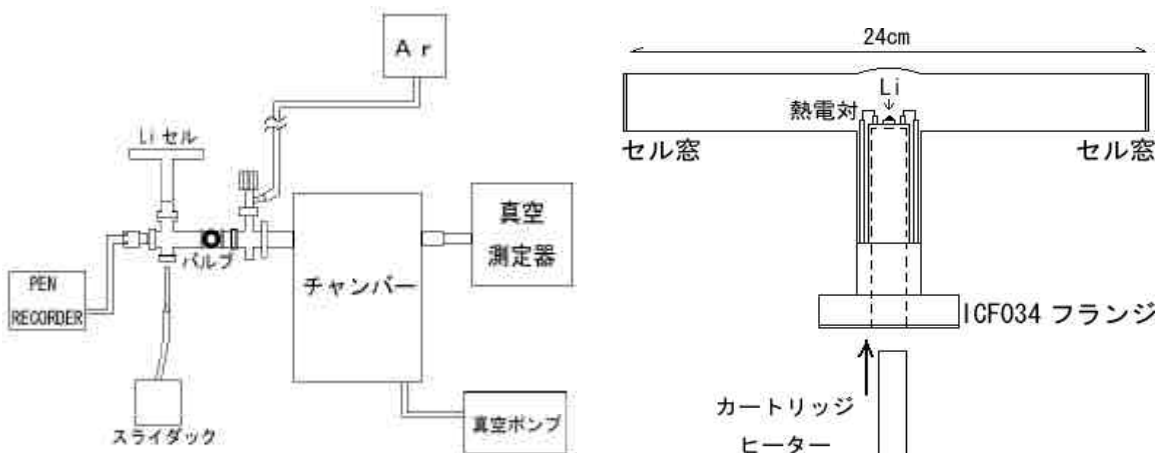 Ａｒ
Li セル
バルブ
PEN
RECORDER
スライダック
チャンバー
真空
測定器
真空ポンプ
24cm
Li
↓
熱電対
セル窓
セル窓
ICF034 フランジ
カートリッジ
ヒーター